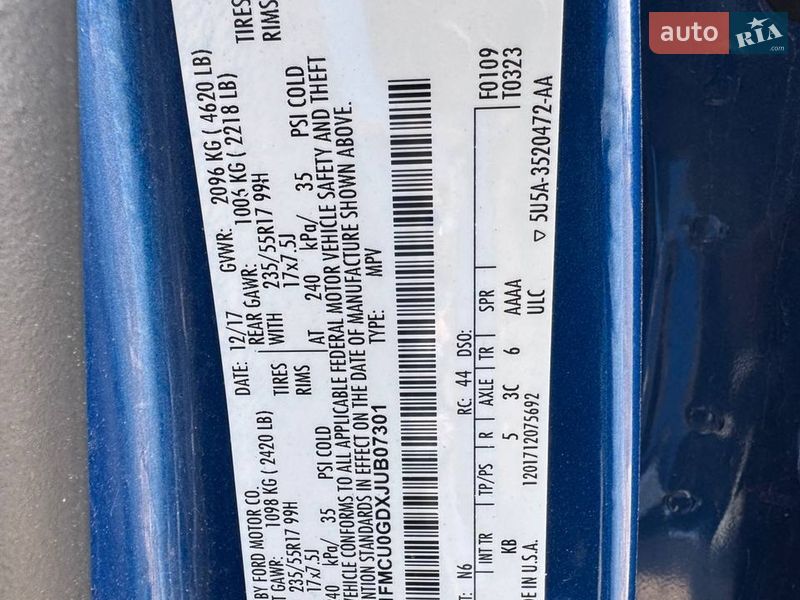 BY FORD MOTOR CO.
DATE: 12/17 GVWR: 2096 KG ( 4620 LB)
T GAWR: 1098 KG ( 2420 LB) REAR GAWR: 1006 KG ( 2218 LB) TIRES
235/55R17 99H TIRES WITH 235/55R17 99H RIMS
17x7.5J RIMS 17x7.5J
kPa/ 35 PSI COLD AT 240 kPa/ 35 PSI COLD
VEHICLE CONFORMS TO ALL APPLICABLE FEDERAL MOTOR VEHICLE SAFETY AND THEFT
NTION STANDARDS IN EFFECT ON THE DATE OF MANUFACTURE SHOWN ABOVE.
FMCU0GDXJUB07301 TYPE: MPV
T: N6 RC: 44 DSO: F0109
T0323
INT TR TP/PS R AXLE TR SPR
KB 5 3C 6 AAAA
ULC
IN U.S.A. 1201712075692 ▽ 5U5A-3520472-AA
auto RIA .com